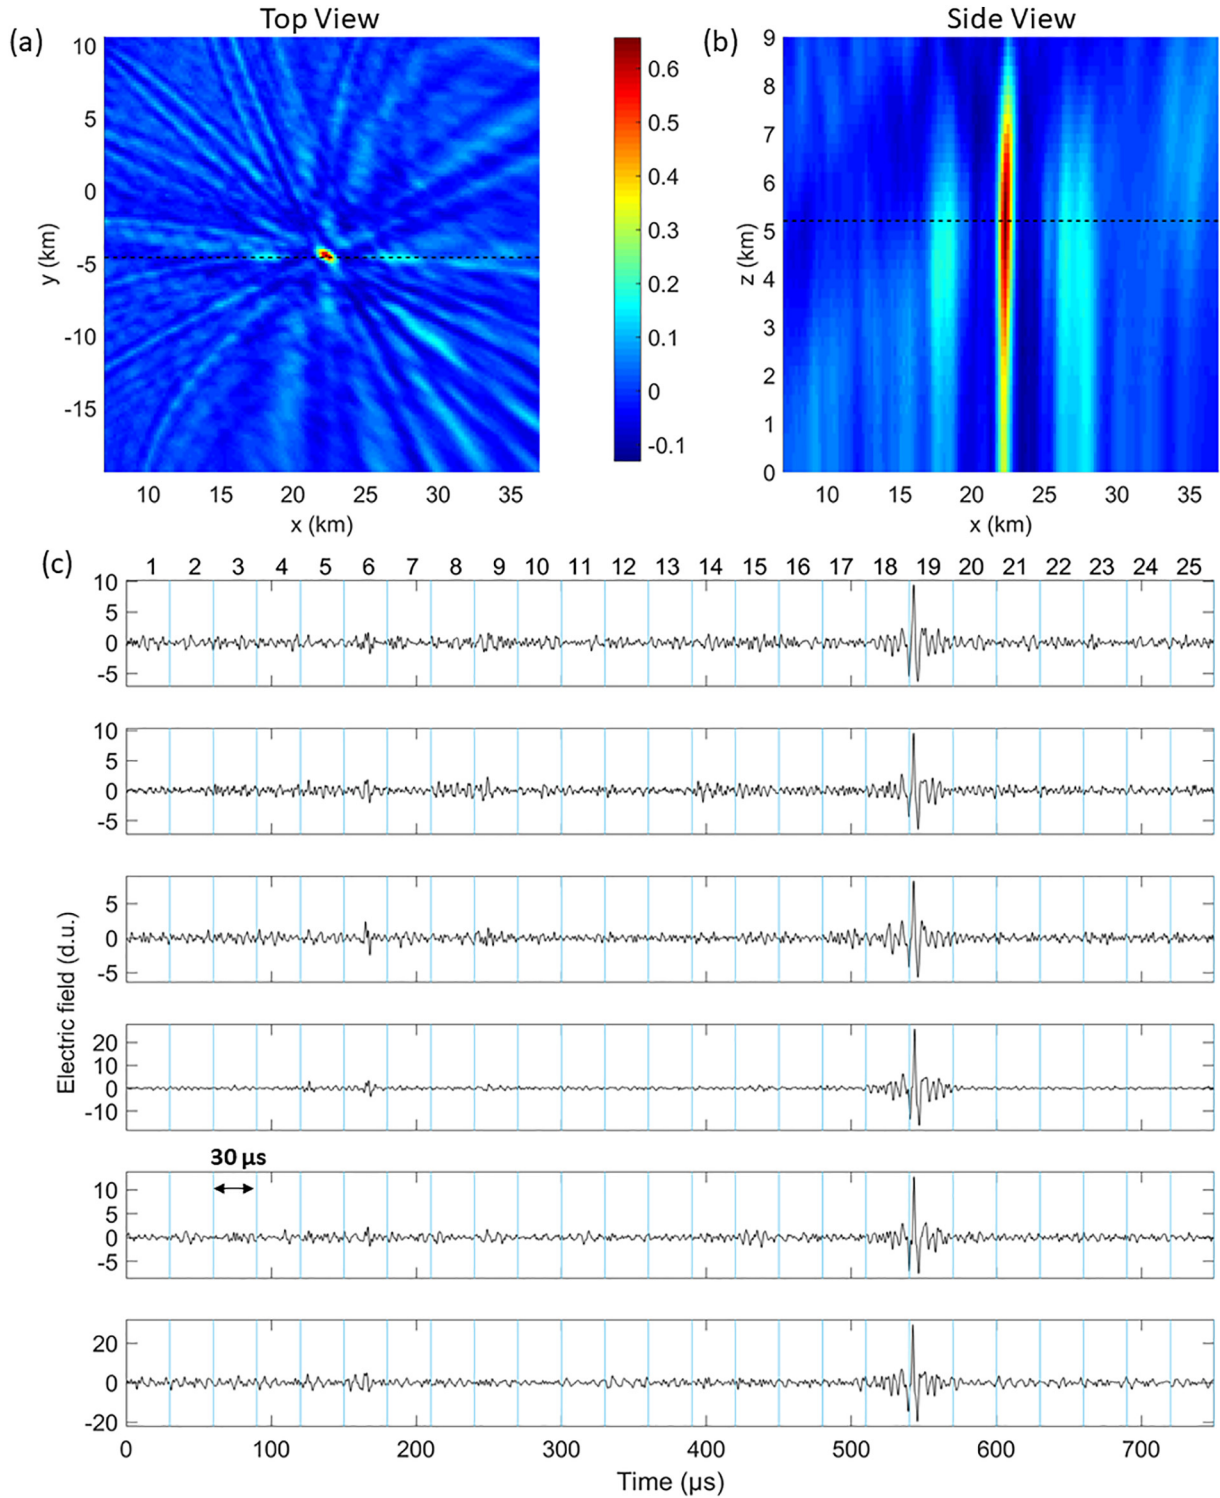 Top View
Side View
(a)
(b)
10
5
0
-5
-10
-15
y (km)
10 15 20 25 30 35
x (km)
0.6
0.5
0.4
0.3
0.2
0.1
0
-0.1
9
8
7
6
5
4
3
2
1
0
z (km)
10 15 20 25 30 35
x (km)
(c)
1 2 3 4 5 6 7 8 9 10 11 12 13 14 15 16 17 18 19 20 21 22 23 24 25
10
5
0
-5
10
5
0
-5
5
0
-5
20
10
0
-10
30 µs
10
5
0
-5
20
0
-20
Electric field (d.u.)
0 100 200 300 400 500 600 700
Time (µs)